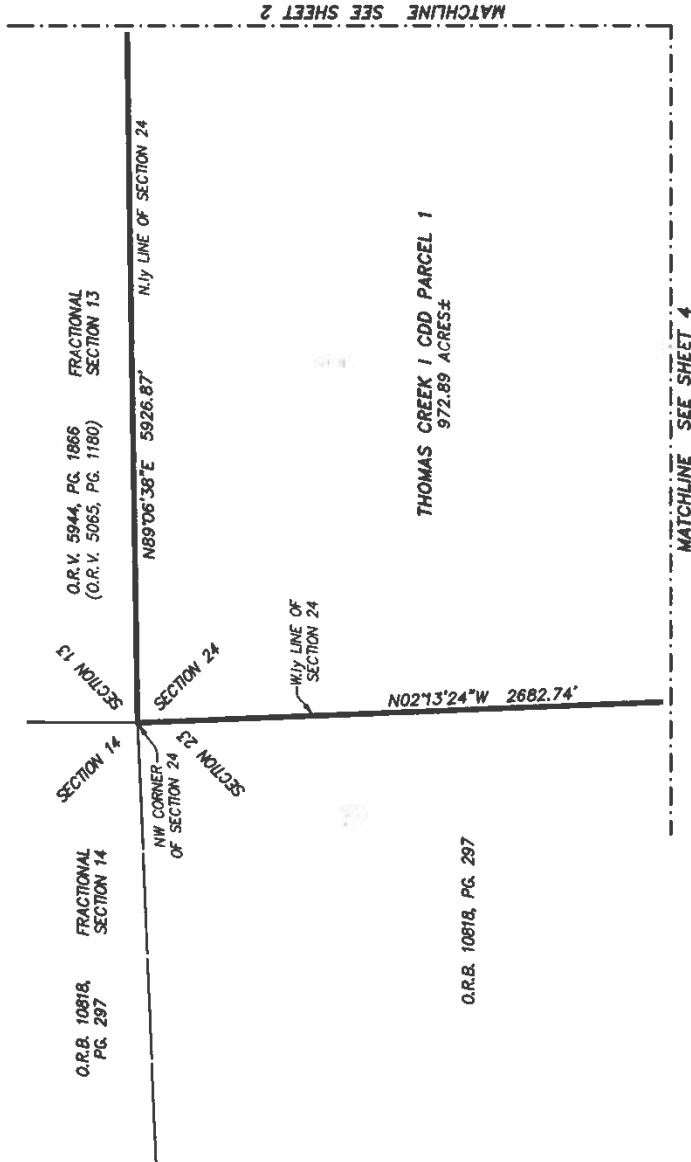 MATCHLINE SEE SHEET 2
O.R.V. 5944, PG. 1866
(O.R.V. 5065, PG. 1180)
FRACTIONAL
SECTION 13
N.ly LINE OF SECTION 24
N89°06'38"E 5926.87'
SECTION 13
SECTION 24
SECTION 14
SECTION 23
NW CORNER
OF SECTION 24
O.R.B. 10818,
PG. 297
FRACTIONAL
SECTION 14
W.ly LINE OF
SECTION 24
N02°13'24"W 2682.74'
THOMAS CREEK I CDD PARCEL 1
972.89 ACRES±
O.R.B. 10818, PG. 297
MATCHLINE SEE SHEET 4